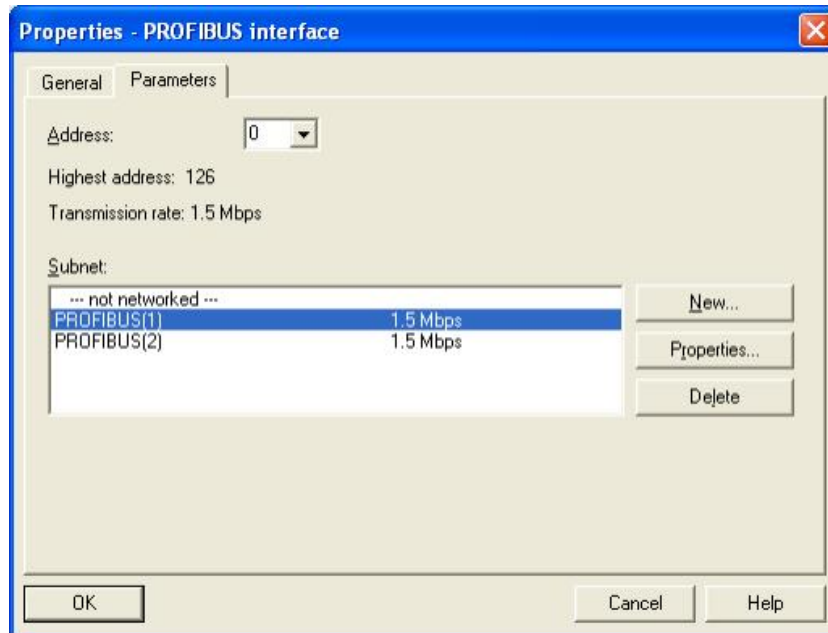 Properties - PROFIBUS interface
General Parameters
Address: 0
Highest address: 126
Transmission rate: 1.5 Mbps
Subnet:
--- not networked ---
New...
PROFIBUS(1) 1.5 Mbps
PROFIBUS(2) 1.5 Mbps
Properties...
Delete
OK Cancel Help